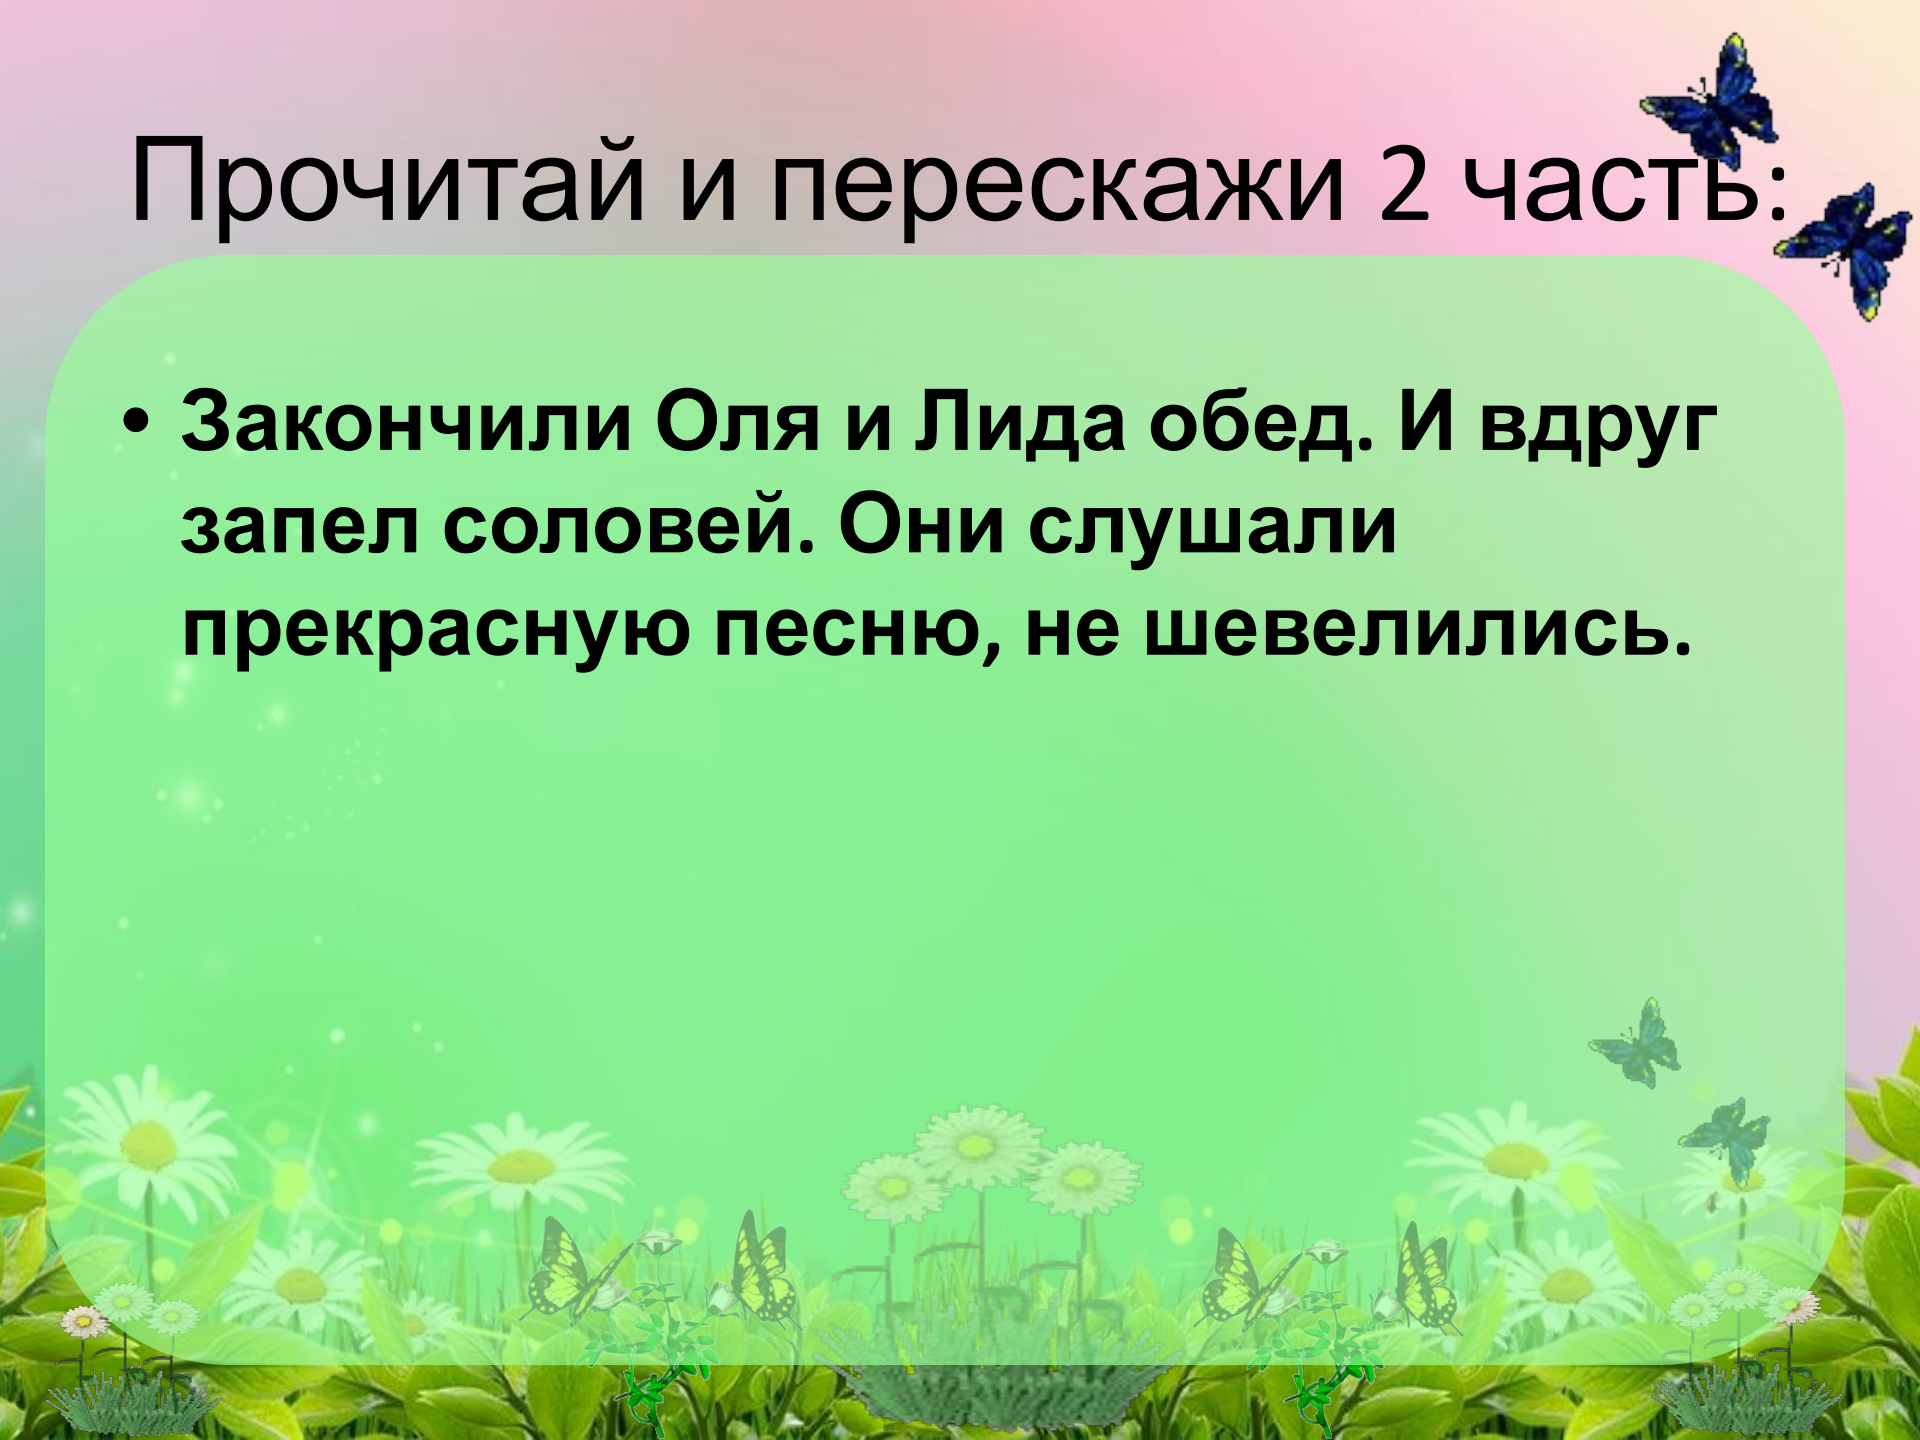 Прочитай и перескажи 2 часть:
• Закончили Оля и Лида обед. И вдруг
запел соловей. Они слушали
прекрасную песню, не шевелились.